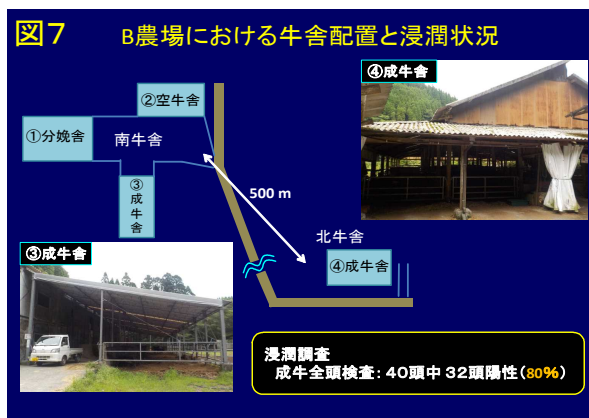 図7 B農場における牛舎配置と浸潤状況
④成牛舎
②空牛舎
①分娩舎
南牛舎
③成牛舎
500 m
北牛舎
④成牛舎
③成牛舎
浸潤調査
成牛全頭検査：40頭中32頭陽性（80%）